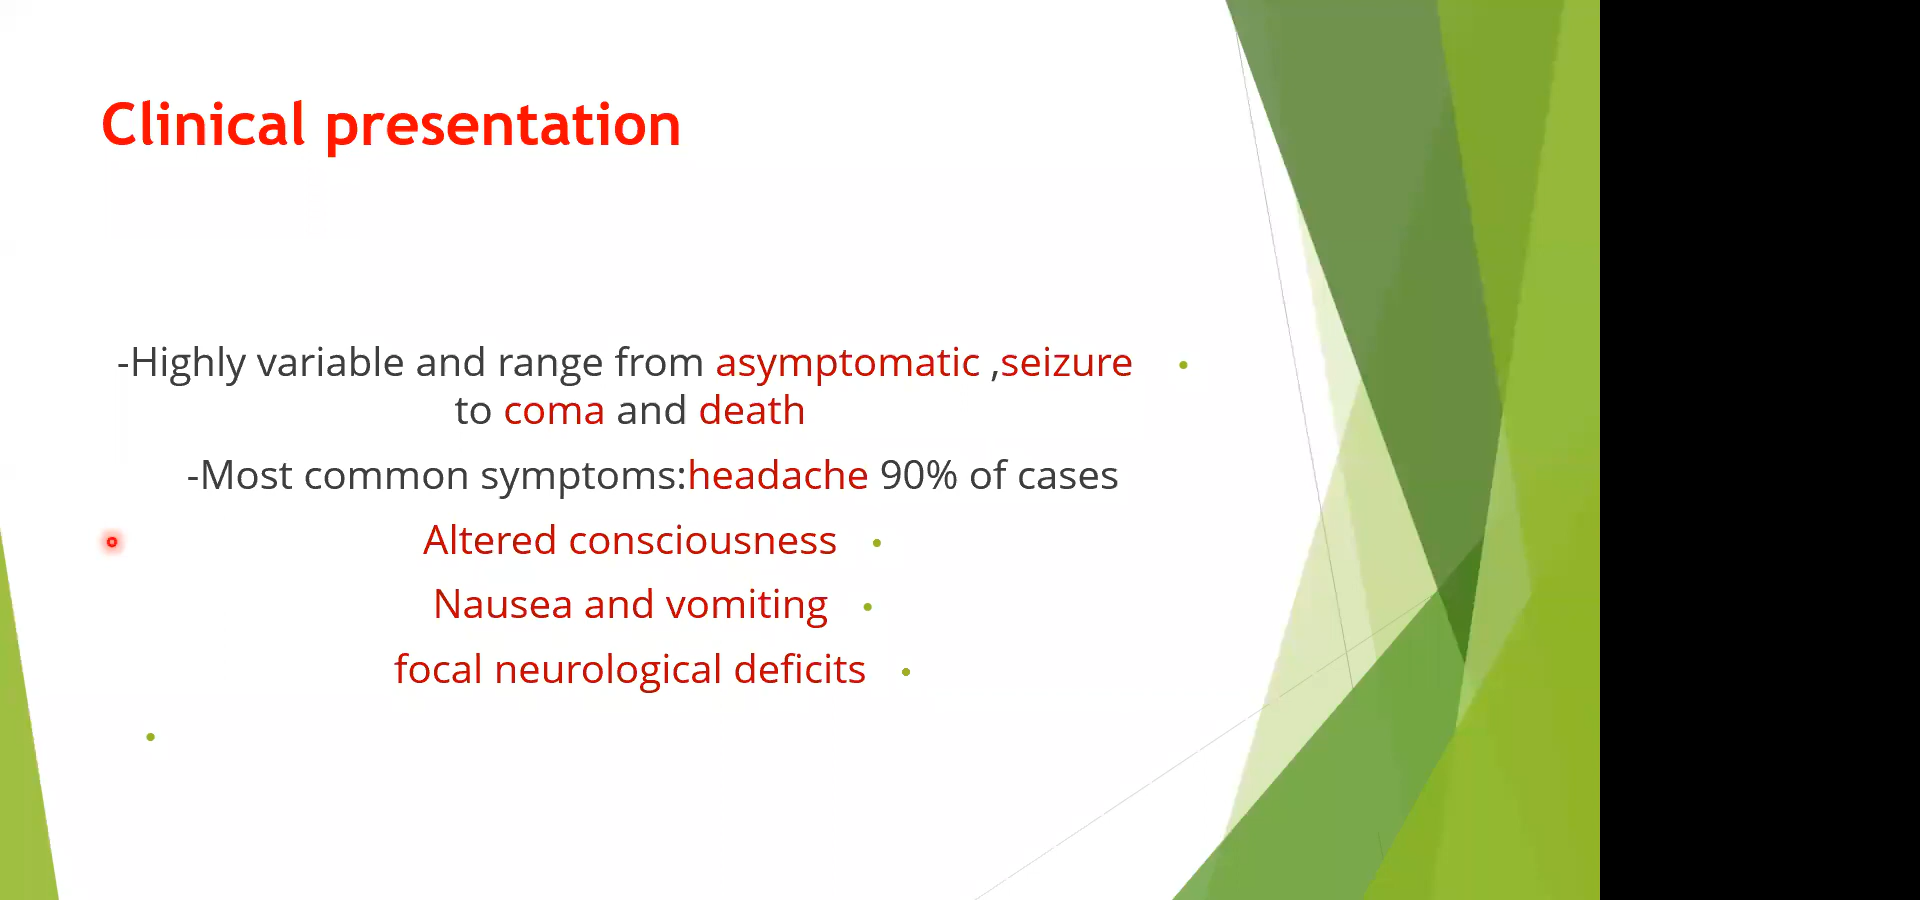 Clinical presentation
-Highly variable and range from asymptomatic ,seizure
to coma and death
-Most common symptoms:headache 90% of cases
Altered consciousness
Nausea and vomiting
focal neurological deficits